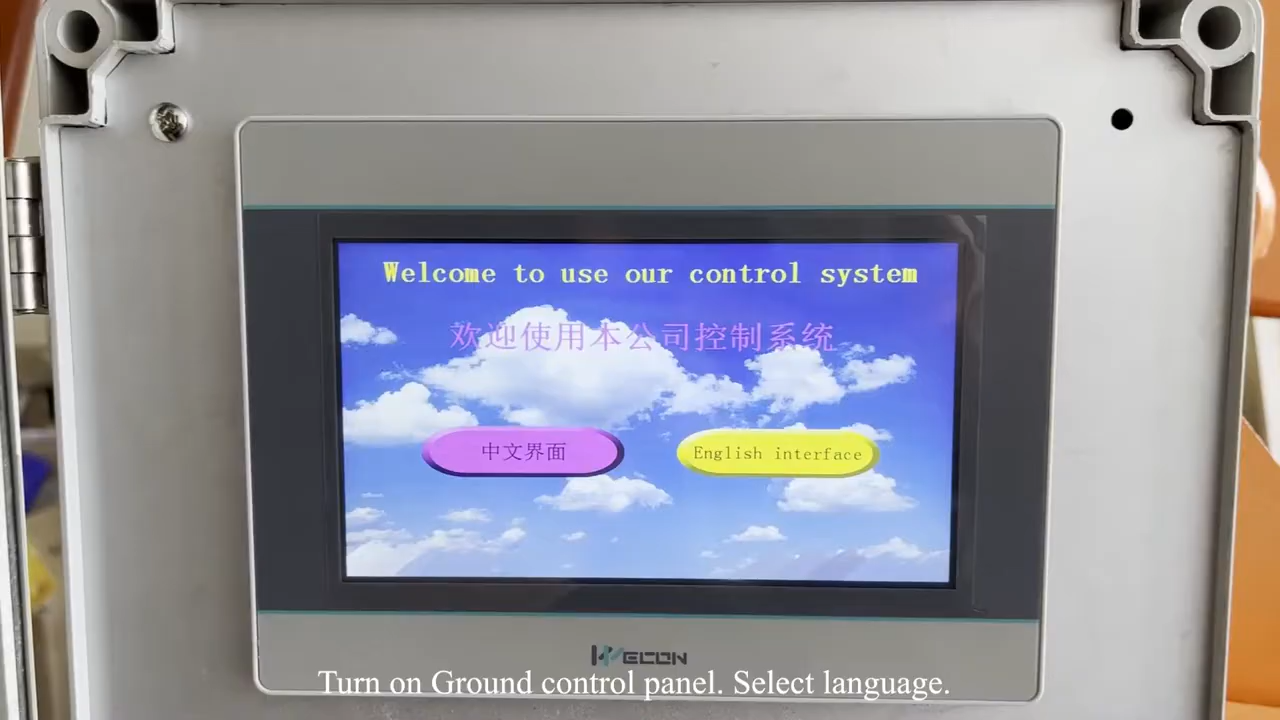 Welcome to use our control system
欢迎使用本公司控制系统
中文界面
English interface
WECON
Turn on Ground control panel. Select language.